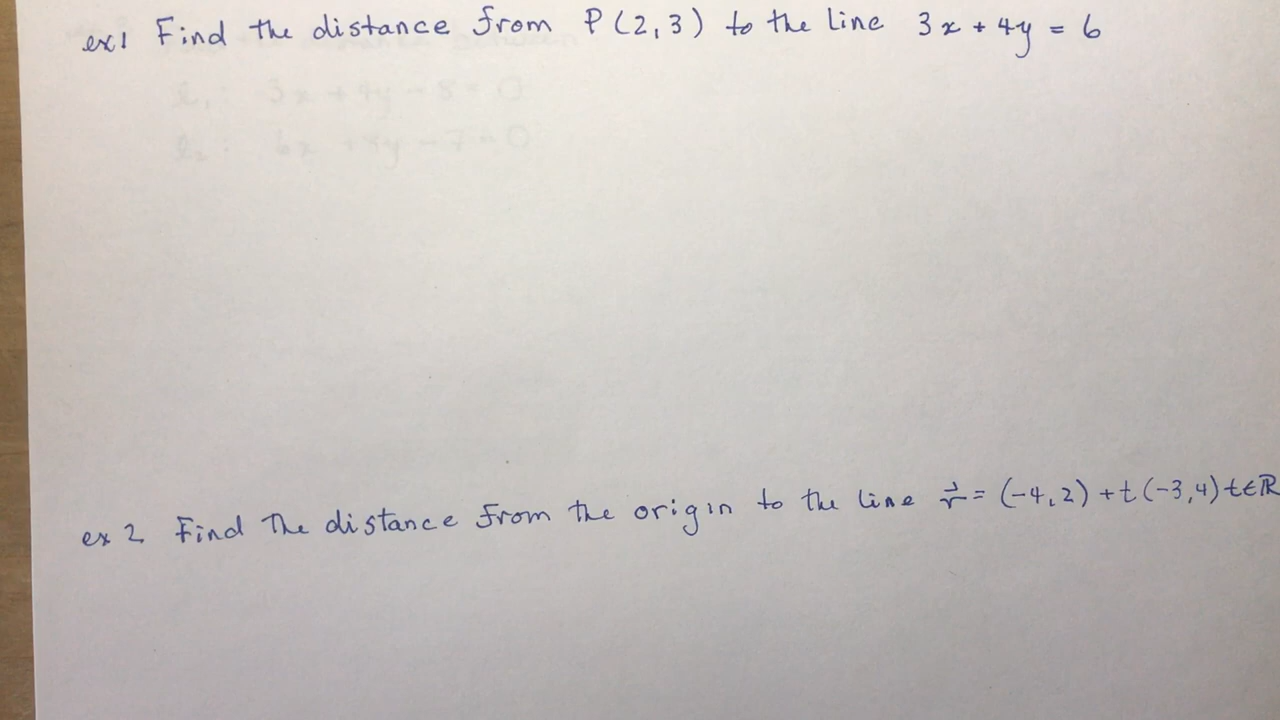 ex1 Find the distance from P(2,3) to the line 3x + 4y = 6
ex 2 Find the distance from the origin to the line r⃗ = (-4,2) + t(-3,4) t∈ℝ